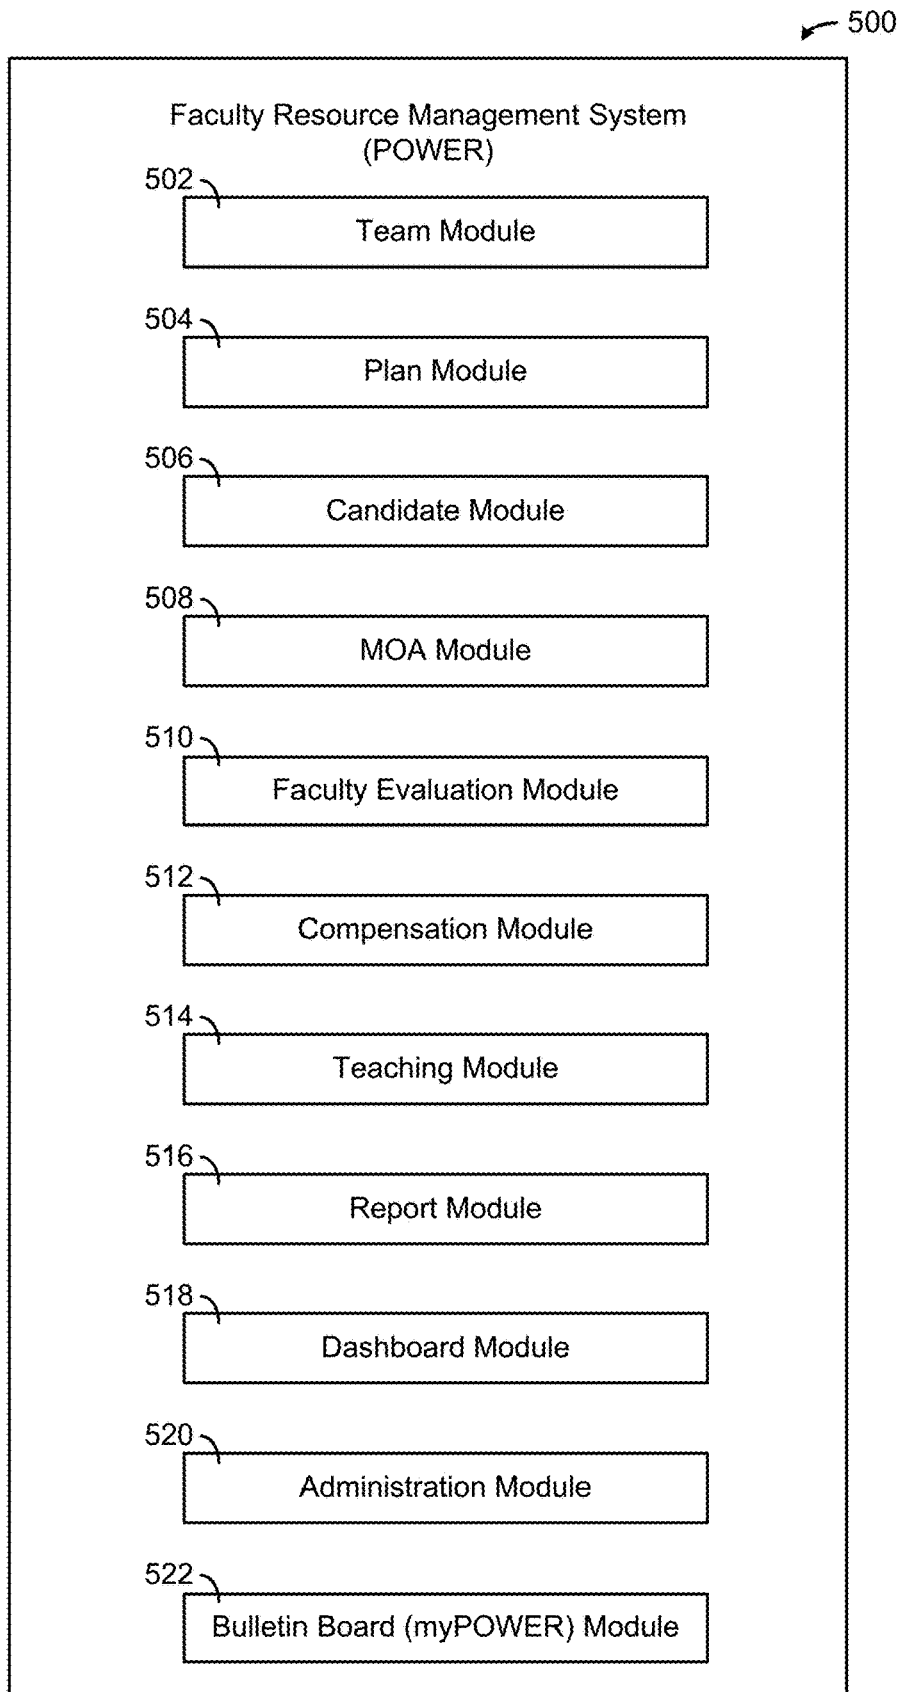 500
Faculty Resource Management System
(POWER)
502
Team Module
504
Plan Module
506
Candidate Module
508
MOA Module
510
Faculty Evaluation Module
512
Compensation Module
514
Teaching Module
516
Report Module
518
Dashboard Module
520
Administration Module
522
Bulletin Board (myPOWER) Module